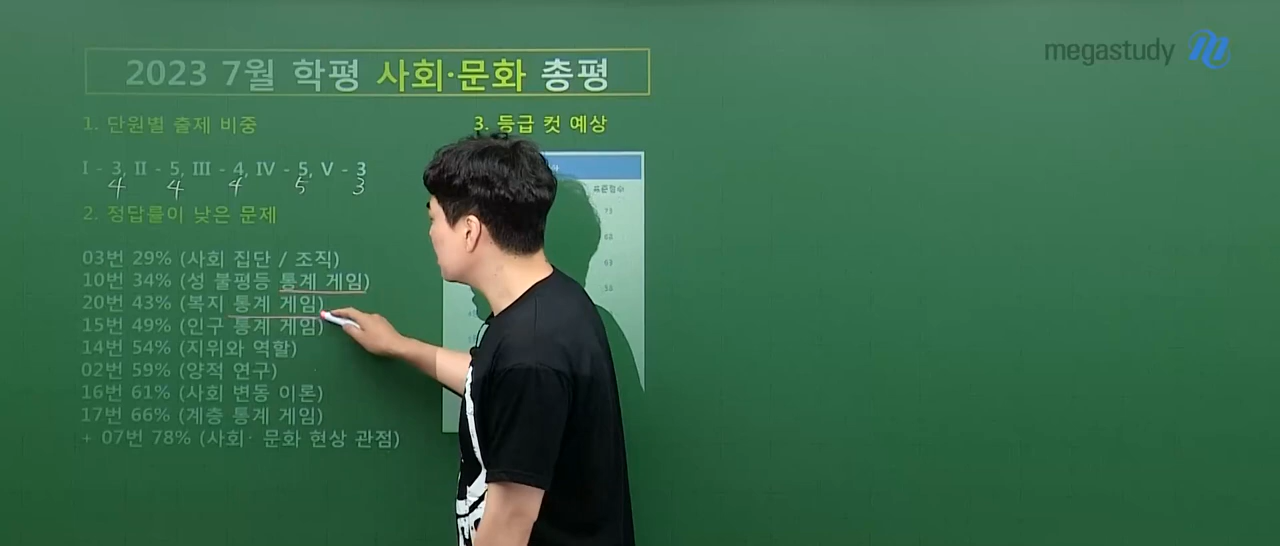 megastudy
2023 7월 학평 사회·문화 총평
1. 단원별 출제 비중
I - 3, II - 5, III - 4, IV - 5, V - 3
4 4 4 5 3
2. 정답률이 낮은 문제
03번 29% (사회 집단 / 조직)
10번 34% (성 불평등 통계 게임)
20번 43% (복지 통계 게임)
15번 49% (인구 통계 게임)
14번 54% (지위와 역할)
02번 59% (양적 연구)
16번 61% (사회 변동 이론)
17번 66% (계층 통계 게임)
+ 07번 78% (사회· 문화 현상 관점)
3. 등급 컷 예상
표준점수
73
68
63